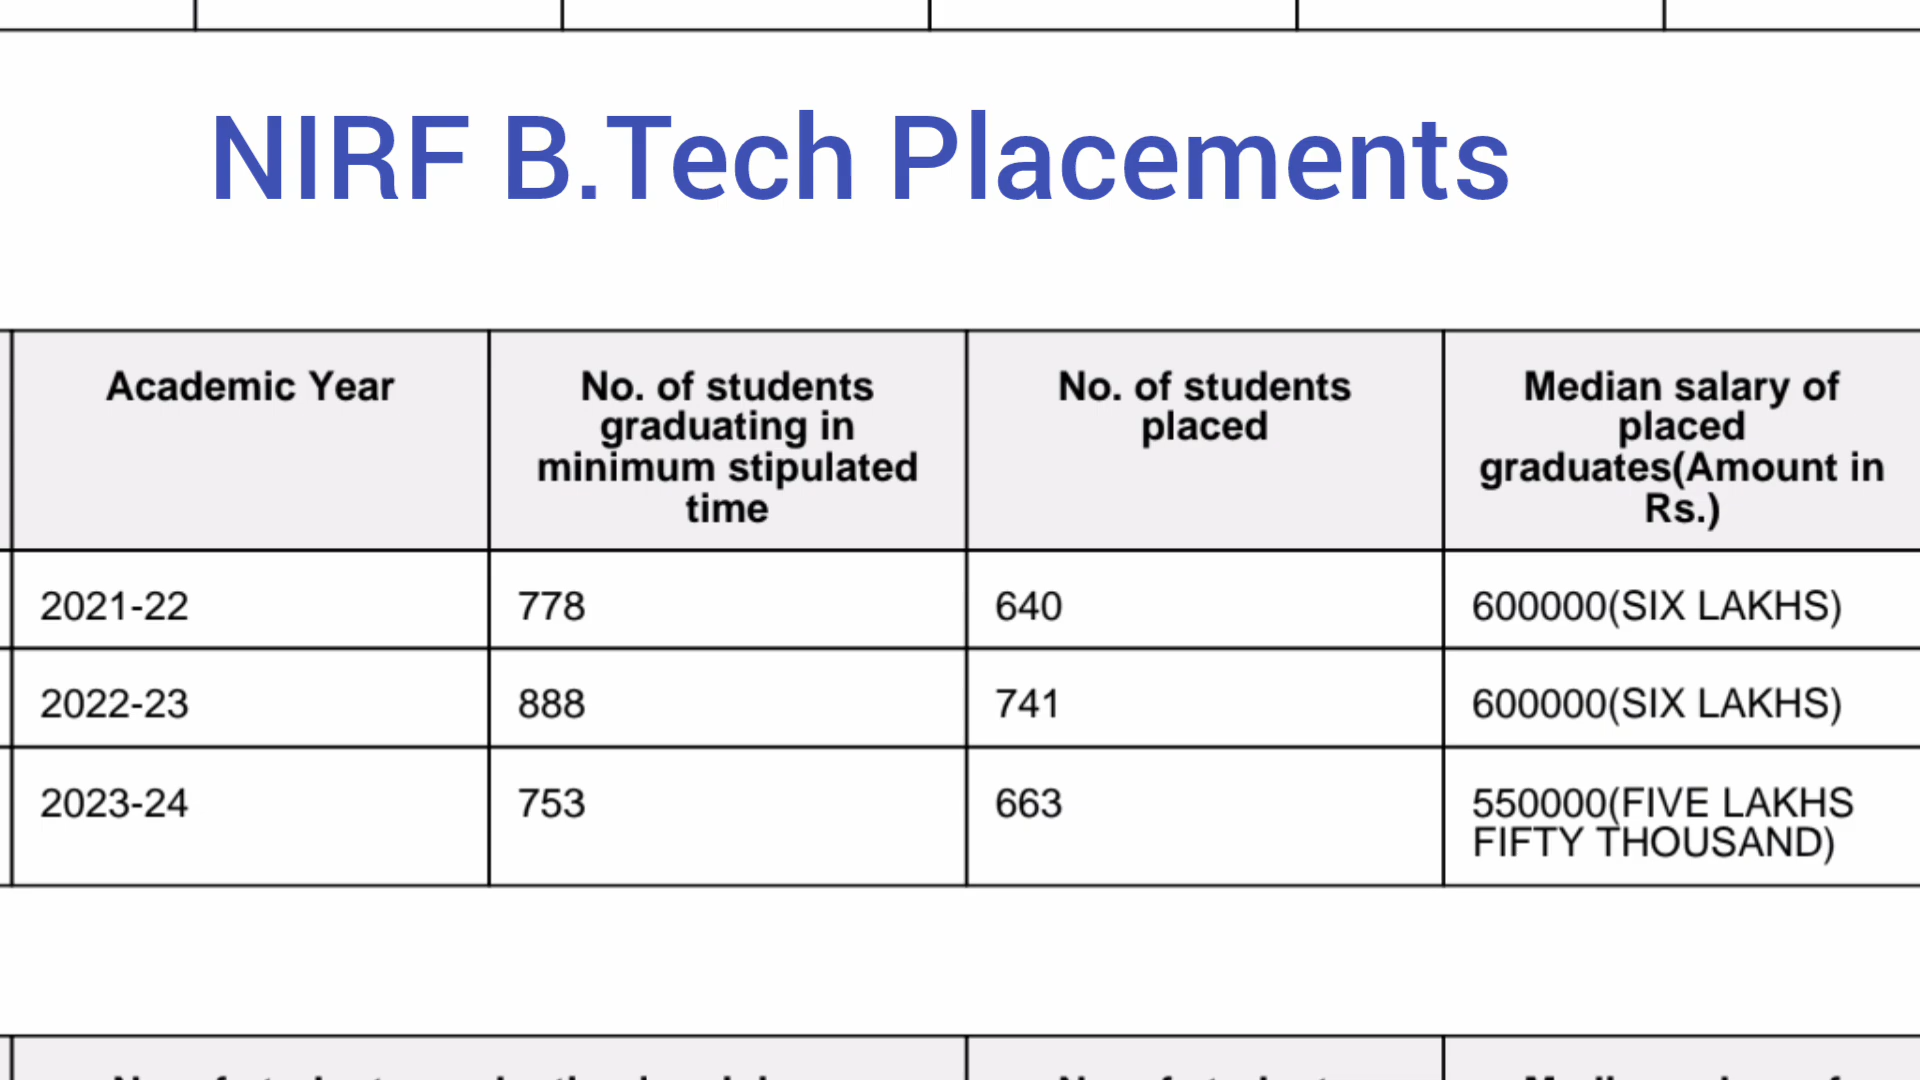 NIRF B.Tech Placements
Academic Year
No. of students
graduating in
minimum stipulated
time
No. of students
placed
Median salary of
placed
graduates(Amount in
Rs.)
2021-22
778
640
600000(SIX LAKHS)
2022-23
888
741
600000(SIX LAKHS)
2023-24
753
663
550000(FIVE LAKHS
FIFTY THOUSAND)